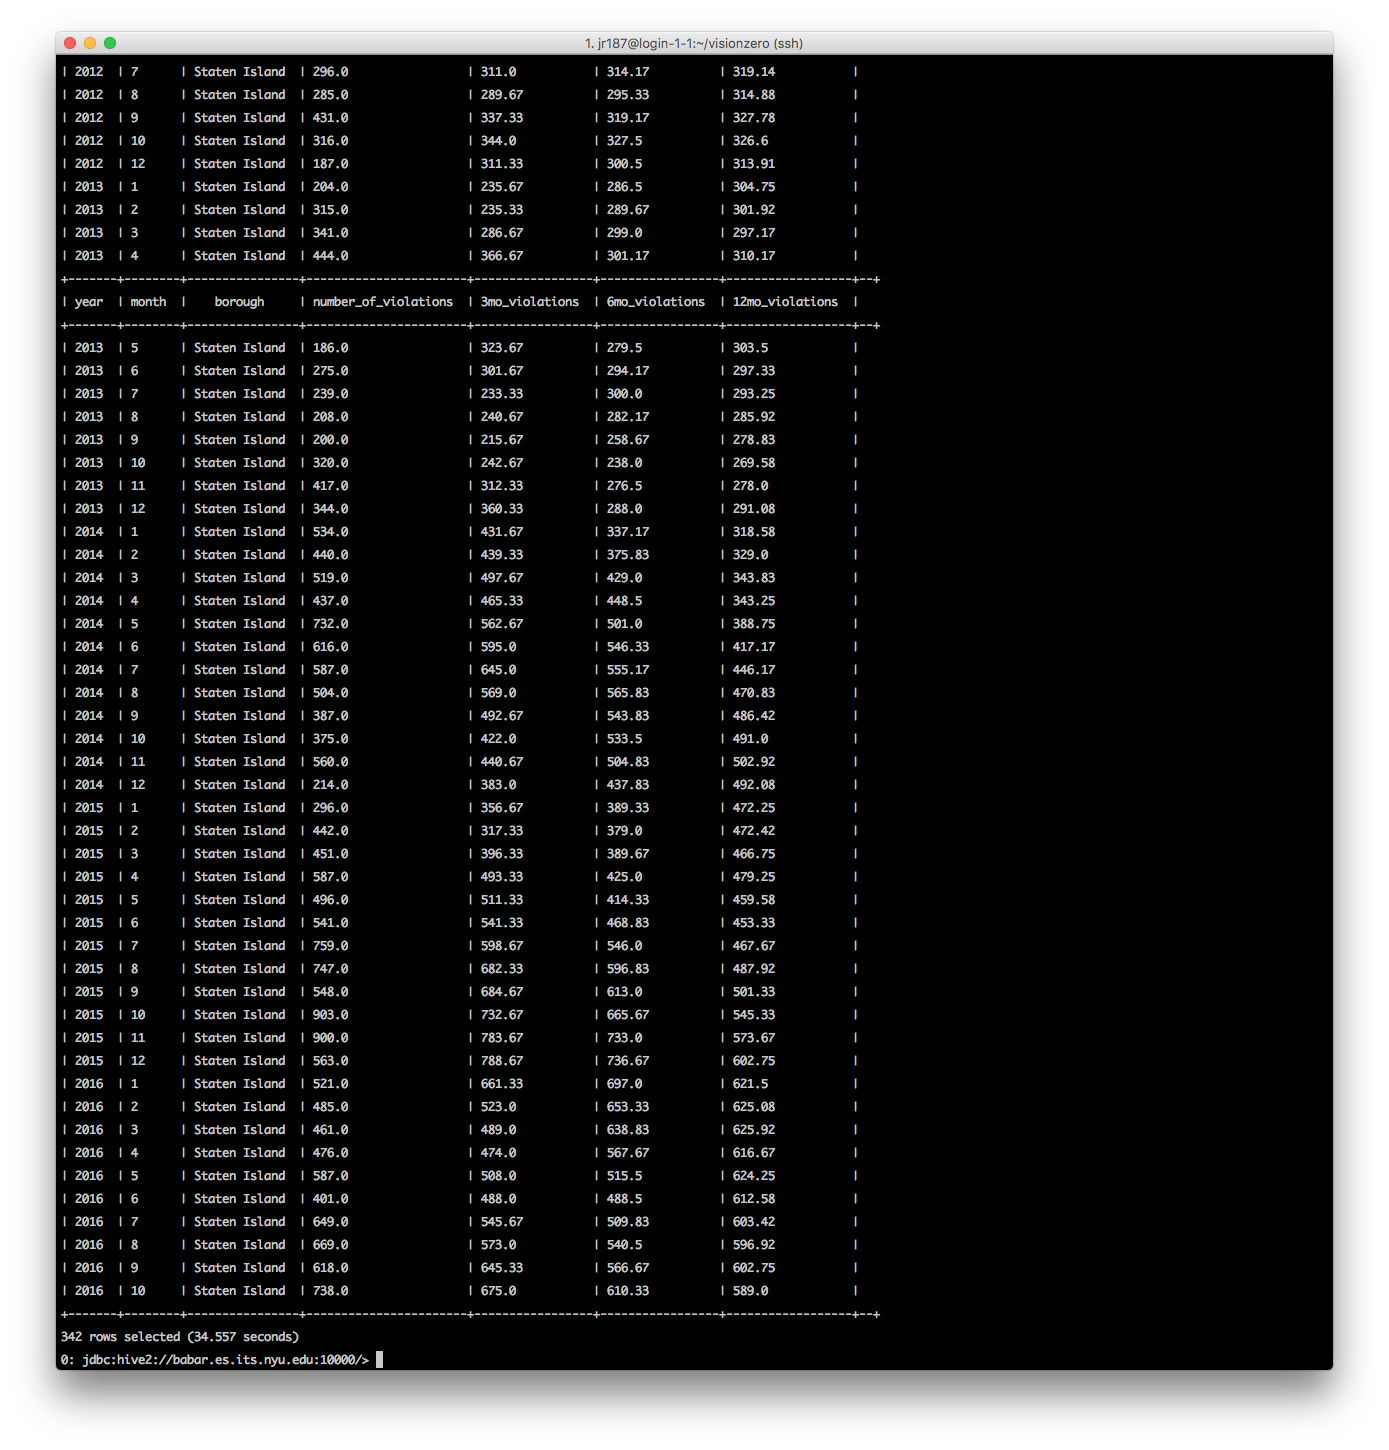 1. jr187@login-1-1:~/visionzero (ssh)
| 2012 | 7 | Staten Island | 296.0 | 311.0 | 314.17 | 319.14 |
| 2012 | 8 | Staten Island | 285.0 | 289.67 | 295.33 | 314.88 |
| 2012 | 9 | Staten Island | 431.0 | 337.33 | 319.17 | 327.78 |
| 2012 | 10 | Staten Island | 316.0 | 344.0 | 327.5 | 326.6 |
| 2012 | 12 | Staten Island | 187.0 | 311.33 | 300.5 | 313.91 |
| 2013 | 1 | Staten Island | 204.0 | 235.67 | 286.5 | 304.75 |
| 2013 | 2 | Staten Island | 315.0 | 235.33 | 289.67 | 301.92 |
| 2013 | 3 | Staten Island | 341.0 | 286.67 | 299.0 | 297.17 |
| 2013 | 4 | Staten Island | 444.0 | 366.67 | 301.17 | 310.17 |
+-------+--------+----------------+-----------------------+-----------------+-----------------+------------------+--+
| year | month | borough | number_of_violations | 3mo_violations | 6mo_violations | 12mo_violations |
+-------+--------+----------------+-----------------------+-----------------+-----------------+------------------+--+
| 2013 | 5 | Staten Island | 186.0 | 323.67 | 279.5 | 303.5 |
| 2013 | 6 | Staten Island | 275.0 | 301.67 | 294.17 | 297.33 |
| 2013 | 7 | Staten Island | 239.0 | 233.33 | 300.0 | 293.25 |
| 2013 | 8 | Staten Island | 208.0 | 240.67 | 282.17 | 285.92 |
| 2013 | 9 | Staten Island | 200.0 | 215.67 | 258.67 | 278.83 |
| 2013 | 10 | Staten Island | 320.0 | 242.67 | 238.0 | 269.58 |
| 2013 | 11 | Staten Island | 417.0 | 312.33 | 276.5 | 278.0 |
| 2013 | 12 | Staten Island | 344.0 | 360.33 | 288.0 | 291.08 |
| 2014 | 1 | Staten Island | 534.0 | 431.67 | 337.17 | 318.58 |
| 2014 | 2 | Staten Island | 440.0 | 439.33 | 375.83 | 329.0 |
| 2014 | 3 | Staten Island | 519.0 | 497.67 | 429.0 | 343.83 |
| 2014 | 4 | Staten Island | 437.0 | 465.33 | 448.5 | 343.25 |
| 2014 | 5 | Staten Island | 732.0 | 562.67 | 501.0 | 388.75 |
| 2014 | 6 | Staten Island | 616.0 | 595.0 | 546.33 | 417.17 |
| 2014 | 7 | Staten Island | 587.0 | 645.0 | 555.17 | 446.17 |
| 2014 | 8 | Staten Island | 504.0 | 569.0 | 565.83 | 470.83 |
| 2014 | 9 | Staten Island | 387.0 | 492.67 | 543.83 | 486.42 |
| 2014 | 10 | Staten Island | 375.0 | 422.0 | 533.5 | 491.0 |
| 2014 | 11 | Staten Island | 560.0 | 440.67 | 504.83 | 502.92 |
| 2014 | 12 | Staten Island | 214.0 | 383.0 | 437.83 | 492.08 |
| 2015 | 1 | Staten Island | 296.0 | 356.67 | 389.33 | 472.25 |
| 2015 | 2 | Staten Island | 442.0 | 317.33 | 379.0 | 472.42 |
| 2015 | 3 | Staten Island | 451.0 | 396.33 | 389.67 | 466.75 |
| 2015 | 4 | Staten Island | 587.0 | 493.33 | 425.0 | 479.25 |
| 2015 | 5 | Staten Island | 496.0 | 511.33 | 414.33 | 459.58 |
| 2015 | 6 | Staten Island | 541.0 | 541.33 | 468.83 | 453.33 |
| 2015 | 7 | Staten Island | 759.0 | 598.67 | 546.0 | 467.67 |
| 2015 | 8 | Staten Island | 747.0 | 682.33 | 596.83 | 487.92 |
| 2015 | 9 | Staten Island | 548.0 | 684.67 | 613.0 | 501.33 |
| 2015 | 10 | Staten Island | 903.0 | 732.67 | 665.67 | 545.33 |
| 2015 | 11 | Staten Island | 900.0 | 783.67 | 733.0 | 573.67 |
| 2015 | 12 | Staten Island | 563.0 | 788.67 | 736.67 | 602.75 |
| 2016 | 1 | Staten Island | 521.0 | 661.33 | 697.0 | 621.5 |
| 2016 | 2 | Staten Island | 485.0 | 523.0 | 653.33 | 625.08 |
| 2016 | 3 | Staten Island | 461.0 | 489.0 | 638.83 | 625.92 |
| 2016 | 4 | Staten Island | 476.0 | 474.0 | 567.67 | 616.67 |
| 2016 | 5 | Staten Island | 587.0 | 508.0 | 515.5 | 624.25 |
| 2016 | 6 | Staten Island | 401.0 | 488.0 | 488.5 | 612.58 |
| 2016 | 7 | Staten Island | 649.0 | 545.67 | 509.83 | 603.42 |
| 2016 | 8 | Staten Island | 669.0 | 573.0 | 540.5 | 596.92 |
| 2016 | 9 | Staten Island | 618.0 | 645.33 | 566.67 | 602.75 |
| 2016 | 10 | Staten Island | 738.0 | 675.0 | 610.33 | 589.0 |
+-------+--------+----------------+-----------------------+-----------------+-----------------+------------------+--+
342 rows selected (34.557 seconds)
0: jdbc:hive2://babar.es.its.nyu.edu:10000/>